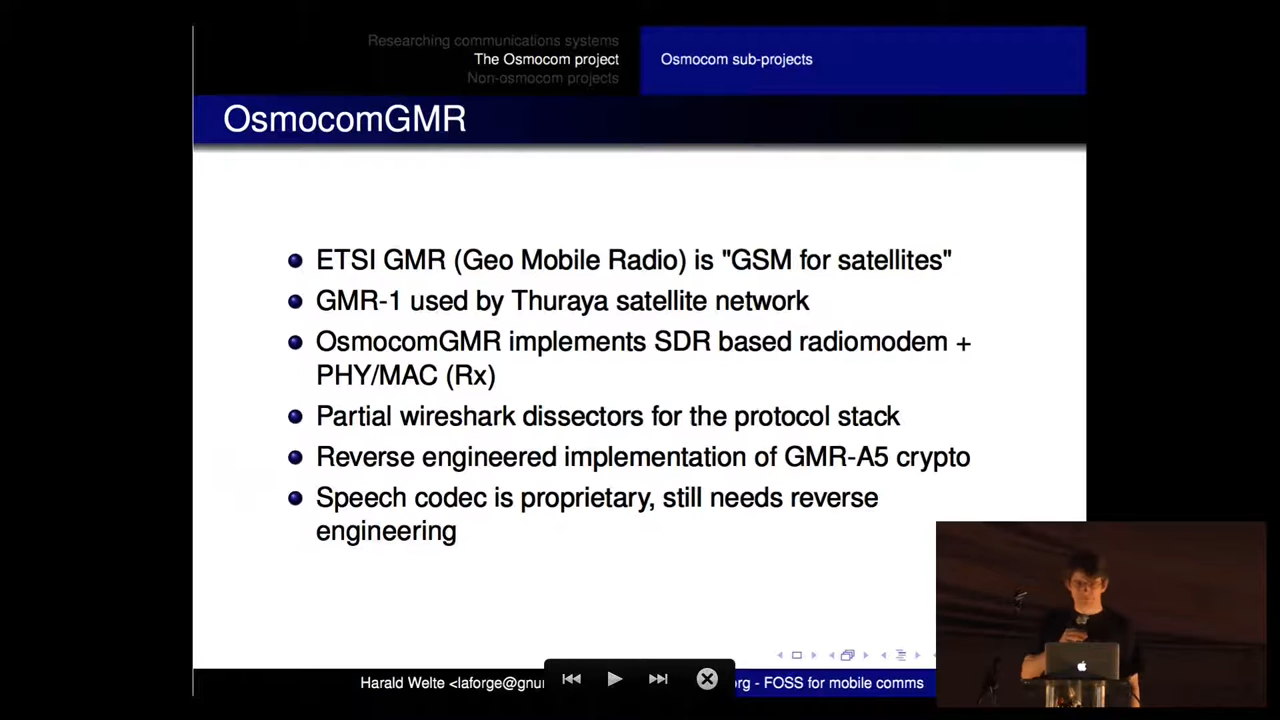 Researching communications systems
The Osmocom project
Non-osmocom projects
Osmocom sub-projects
OsmocomGMR
ETSI GMR (Geo Mobile Radio) is "GSM for satellites"
GMR-1 used by Thuraya satellite network
OsmocomGMR implements SDR based radiomodem +
PHY/MAC (Rx)
Partial wireshark dissectors for the protocol stack
Reverse engineered implementation of GMR-A5 crypto
Speech codec is proprietary, still needs reverse
engineering
Harald Welte <laforge@gnu rg - FOSS for mobile comms